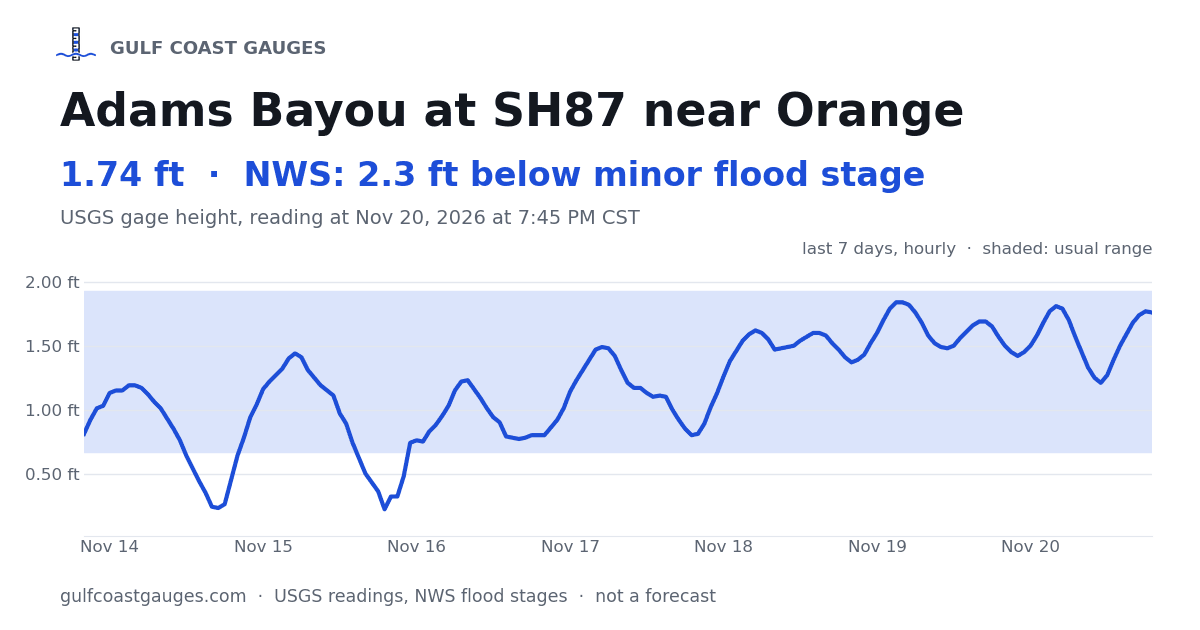 GULF COAST GAUGES
Adams Bayou at SH87 near Orange
1.74 ft · NWS: 2.3 ft below minor flood stage
USGS gage height, reading at Nov 20, 2026 at 7:45 PM CST
last 7 days, hourly · shaded: usual range
2.00 ft
1.50 ft
1.00 ft
0.50 ft
Nov 14 Nov 15 Nov 16 Nov 17 Nov 18 Nov 19 Nov 20
gulfcoastgauges.com · USGS readings, NWS flood stages · not a forecast